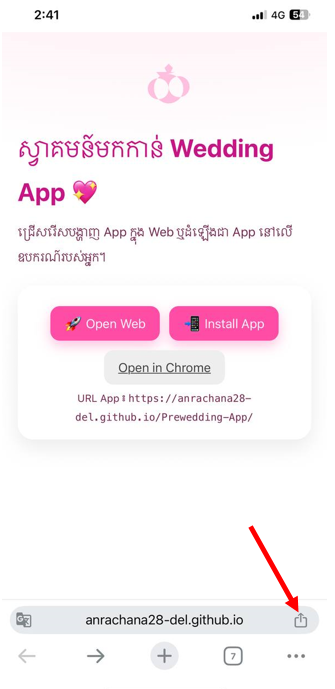 2:41
4G 54
ស្វាគមន៍មកកាន់ Wedding
App 💖
ជ្រើសរើសបង្ហាញ App ក្នុង Web ឬដំឡើងជា App នៅលើ
ឧបករណ៍របស់អ្នក។
🚀 Open Web
📲 Install App
Open in Chrome
URL App៖ https://anrachana28-
del.github.io/Prewedding-App/
anrachana28-del.github.io
7